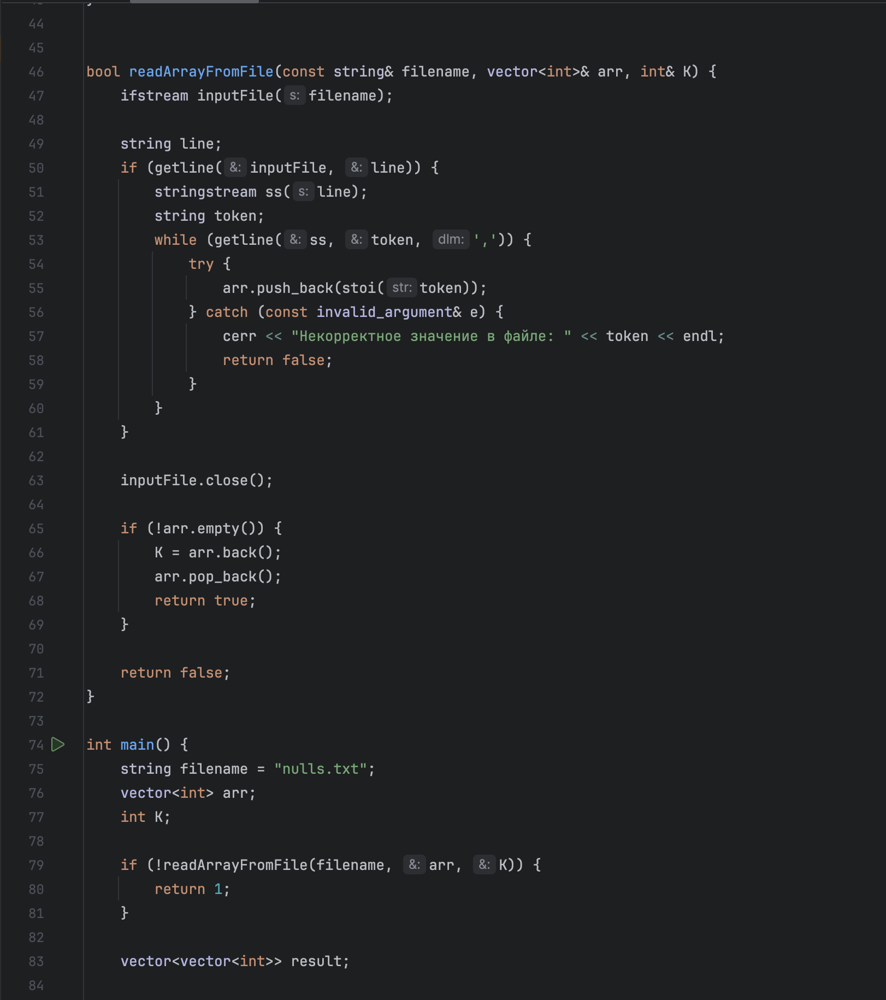 44
45
46 bool readArrayFromFile(const string& filename, vector<int>& arr, int& K) {
47     ifstream inputFile( s: filename);
48
49     string line;
50     if (getline( &: inputFile,  &: line)) {
51         stringstream ss( s: line);
52         string token;
53         while (getline( &: ss,  &: token,  dlm: ',')) {
54             try {
55                 arr.push_back(stoi( str: token));
56             } catch (const invalid_argument& e) {
57                 cerr << "Некорректное значение в файле: " << token << endl;
58                 return false;
59             }
60         }
61     }
62
63     inputFile.close();
64
65     if (!arr.empty()) {
66         K = arr.back();
67         arr.pop_back();
68         return true;
69     }
70
71     return false;
72 }
73
74 int main() {
75     string filename = "nulls.txt";
76     vector<int> arr;
77     int K;
78
79     if (!readArrayFromFile(filename,  &: arr,  &: K)) {
80         return 1;
81     }
82
83     vector<vector<int>> result;
84